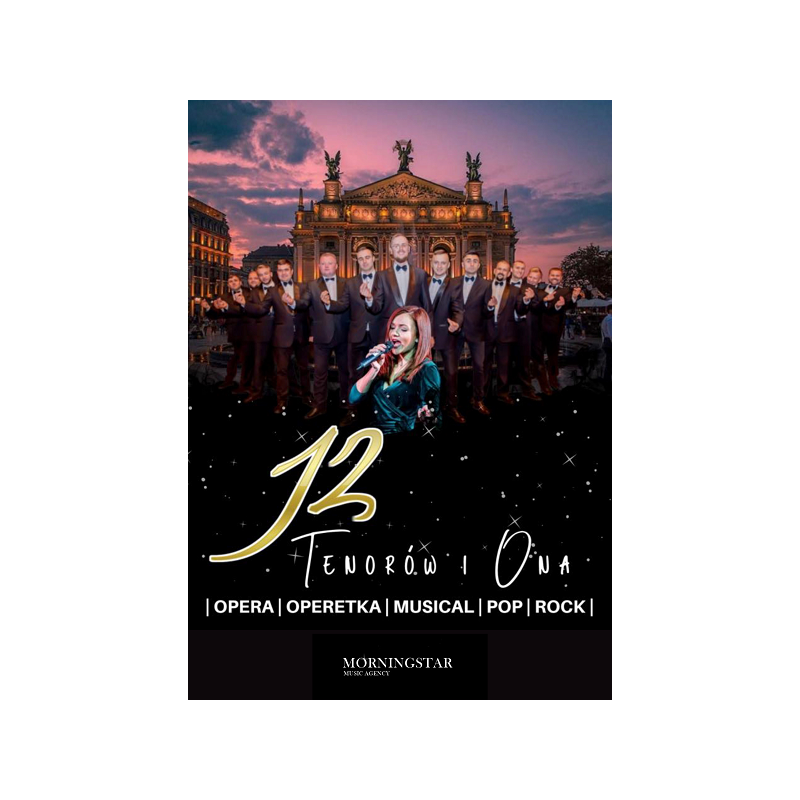 12
Tenorów i Ona
| OPERA | OPERETKA | MUSICAL | POP | ROCK |
MORNINGSTAR
MUSIC AGENCY